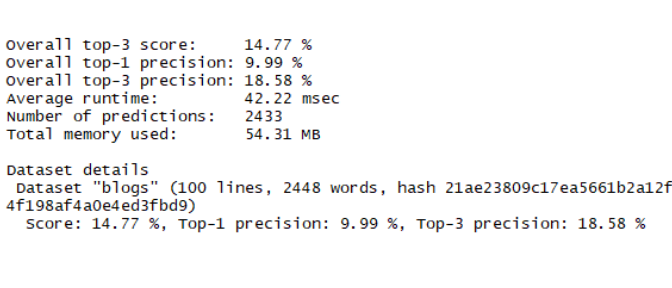 Overall top-3 score:     14.77 %
Overall top-1 precision: 9.99 %
Overall top-3 precision: 18.58 %
Average runtime:         42.22 msec
Number of predictions:   2433
Total memory used:       54.31 MB

Dataset details
 Dataset "blogs" (100 lines, 2448 words, hash 21ae23809c17ea5661b2a12f
4f198af4a0e4ed3fbd9)
  Score: 14.77 %, Top-1 precision: 9.99 %, Top-3 precision: 18.58 %